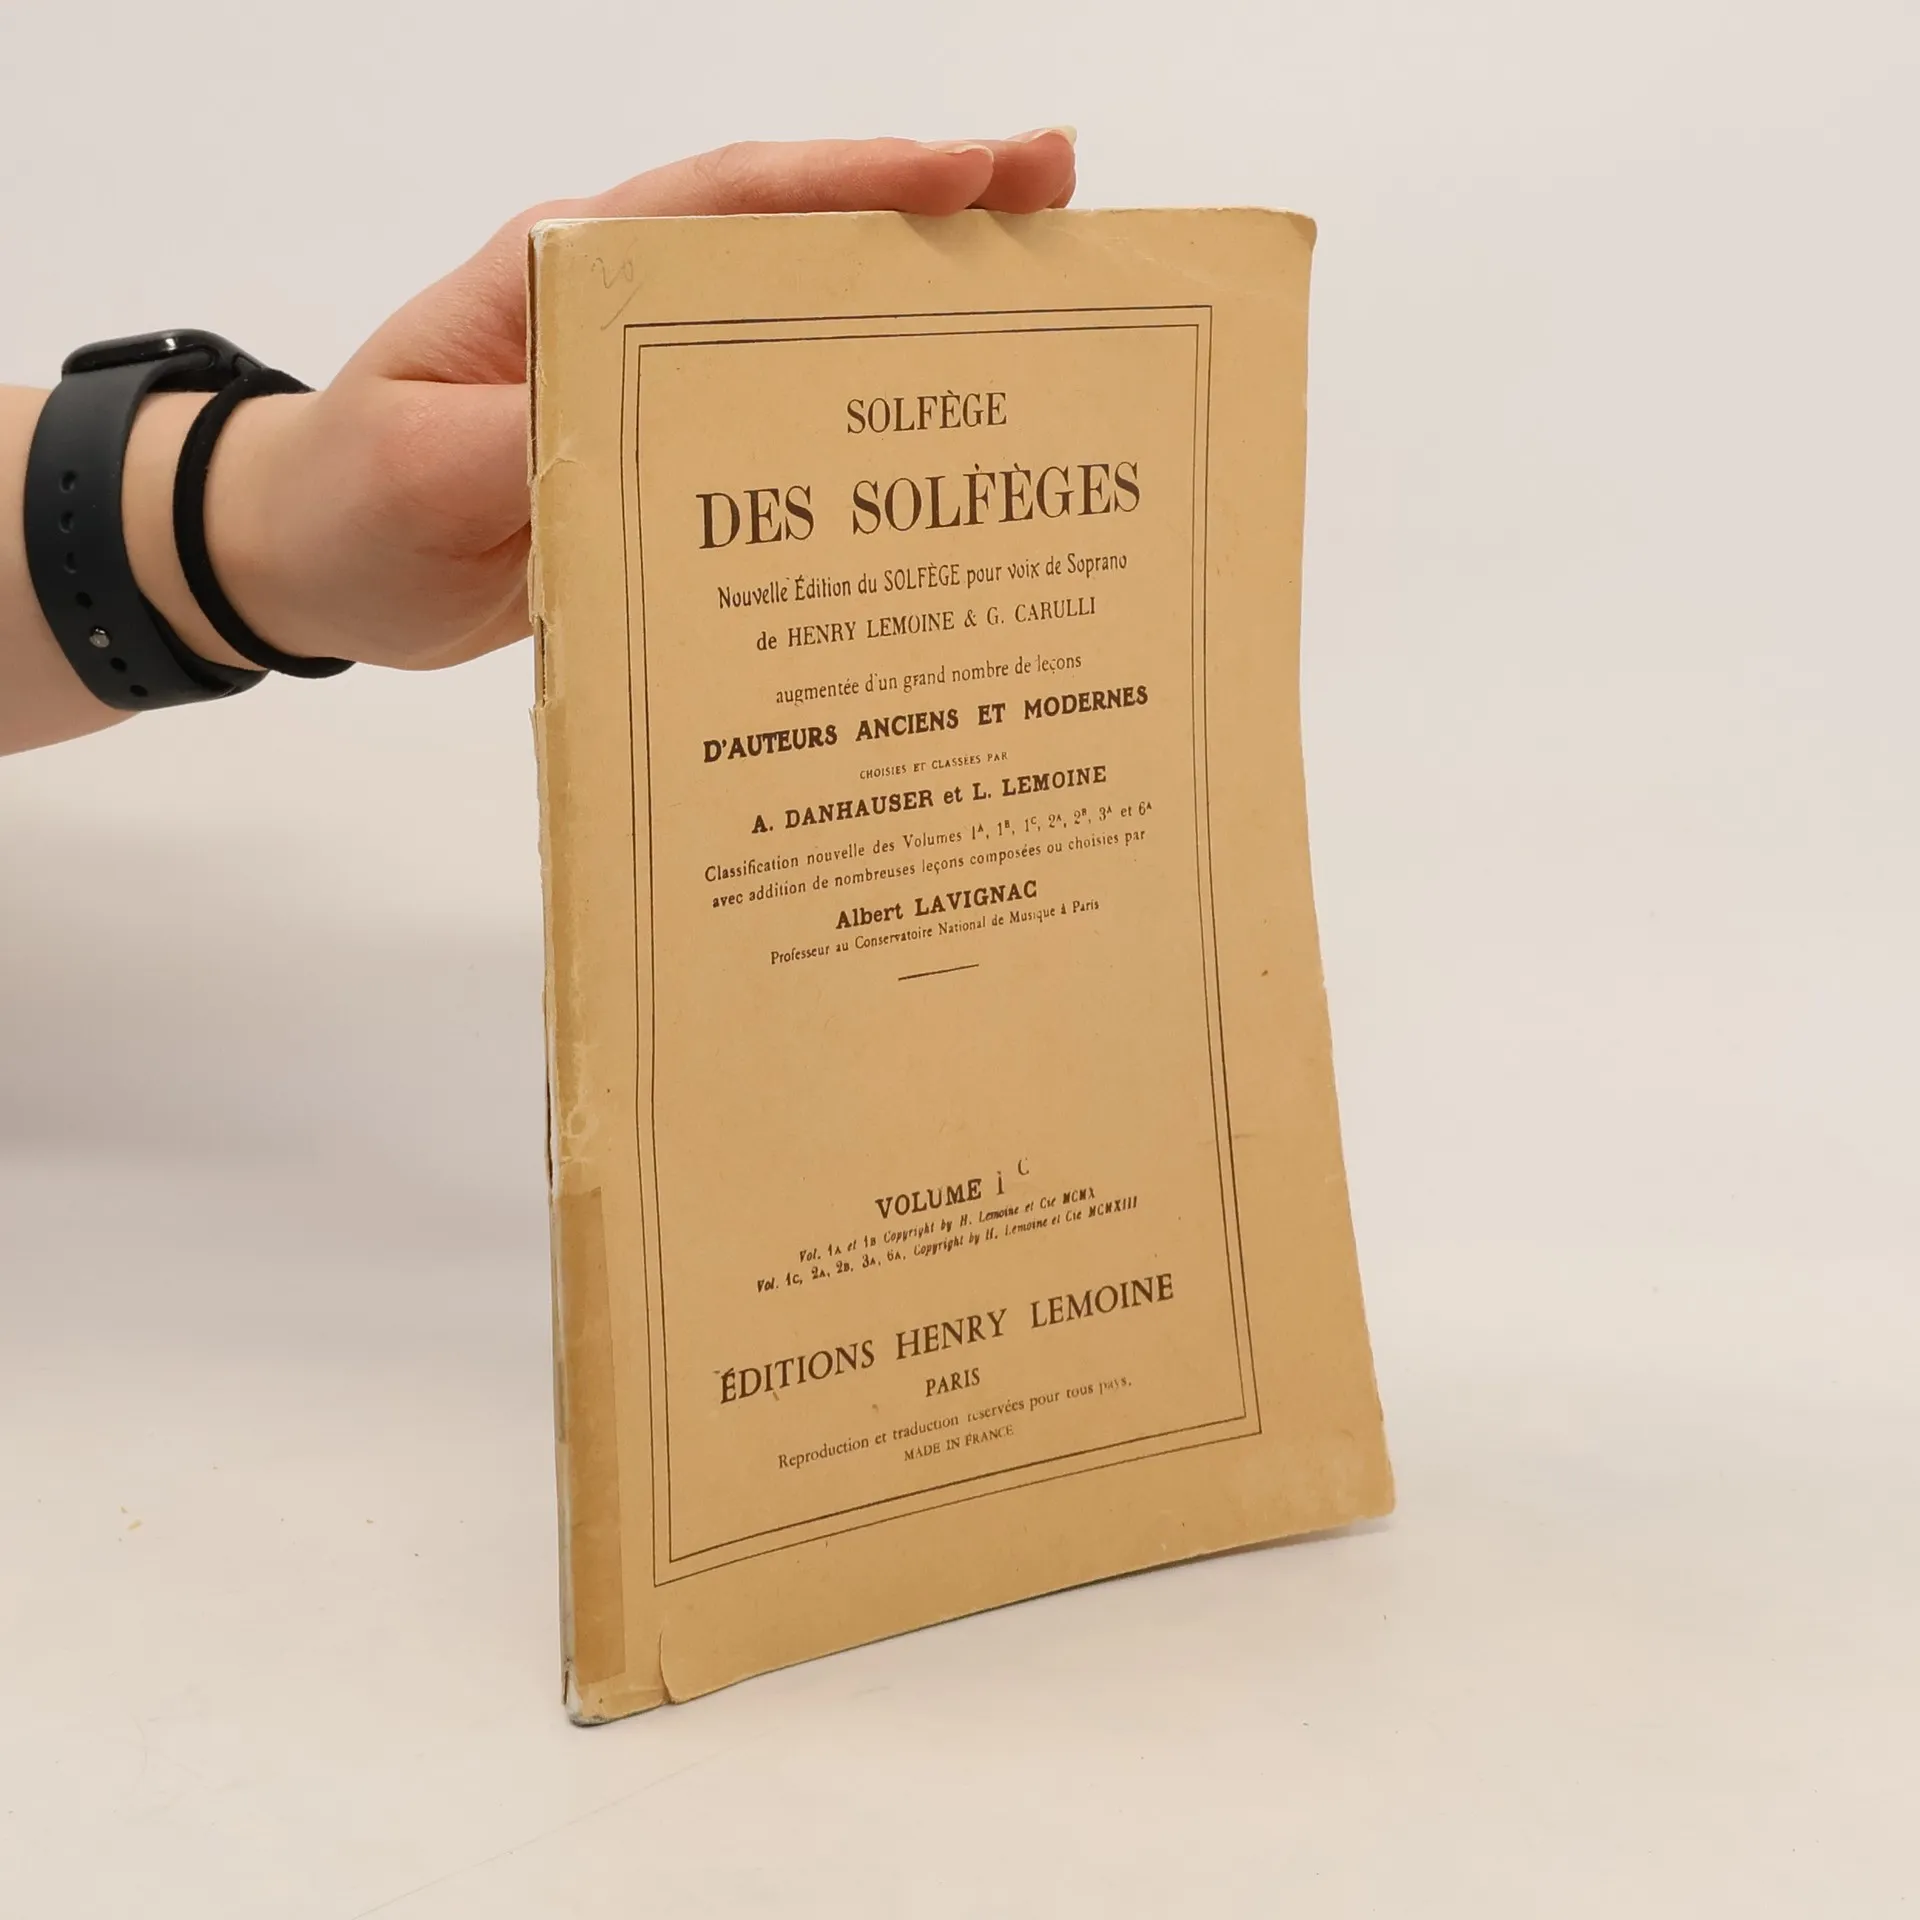 20
SOLFÈGE
DES SOLFÈGES
Nouvelle Édition du SOLFÈGE pour voix de Soprano
de HENRY LEMOINE & G. CARULLI
augmentée d'un grand nombre de leçons
D'AUTEURS ANCIENS ET MODERNES
CHOISIES ET CLASSÉES PAR
A. DANHAUSER et L. LEMOINE
Classification nouvelle des Volumes 1A, 1B, 1C, 2A, 2B, 3A et 6A
avec addition de nombreuses leçons composées ou choisies par
Albert LAVIGNAC
Professeur au Conservatoire National de Musique à Paris
VOLUME 1 C
Vol. 1A et 1B Copyright by H. Lemoine et Cie MCMX
Vol. 1C, 2A, 2B, 3A, 6A, Copyright by H. Lemoine et Cie MCMXIII
ÉDITIONS HENRY LEMOINE
PARIS
Reproduction et traduction réservées pour tous pays.
MADE IN FRANCE